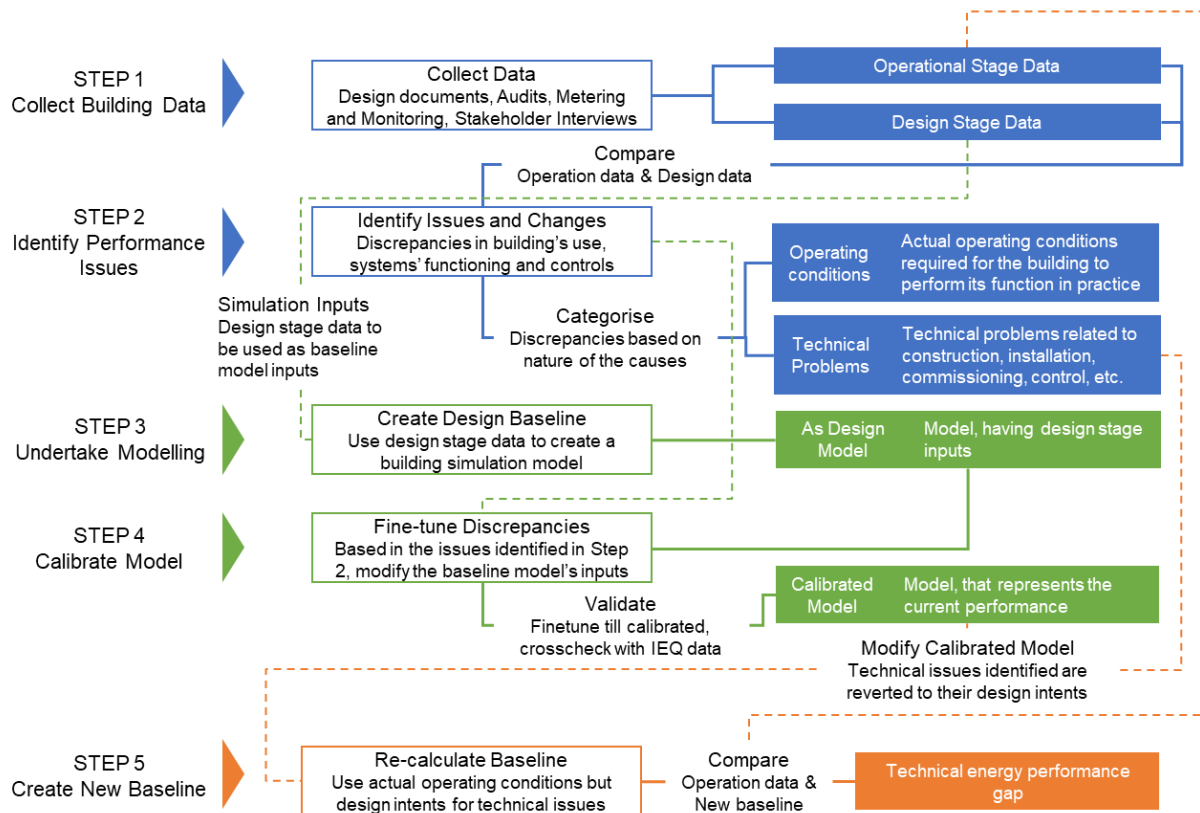 STEP 1
Collect Building Data
Collect Data
Design documents, Audits, Metering
and Monitoring, Stakeholder Interviews
Operational Stage Data
Design Stage Data
Compare
Operation data & Design data
STEP 2
Identify Performance
Issues
Identify Issues and Changes
Discrepancies in building's use,
systems' functioning and controls
Operating
conditions
Actual operating conditions
required for the building to
perform its function in practice
Simulation Inputs
Design stage data to
be used as baseline
model inputs
Categorise
Discrepancies based on
nature of the causes
Technical
Problems
Technical problems related to
construction, installation,
commissioning, control, etc.
STEP 3
Undertake Modelling
Create Design Baseline
Use design stage data to create a
building simulation model
As Design
Model
Model, having design stage
inputs
STEP 4
Calibrate Model
Fine-tune Discrepancies
Based in the issues identified in Step
2, modify the baseline model's inputs
Calibrated
Model
Model, that represents the
current performance
Validate
Finetune till calibrated,
crosscheck with IEQ data
Modify Calibrated Model
Technical issues identified are
reverted to their design intents
STEP 5
Create New Baseline
Re-calculate Baseline
Use actual operating conditions but
design intents for technical issues
Compare
Operation data &
New baseline
Technical energy performance
gap